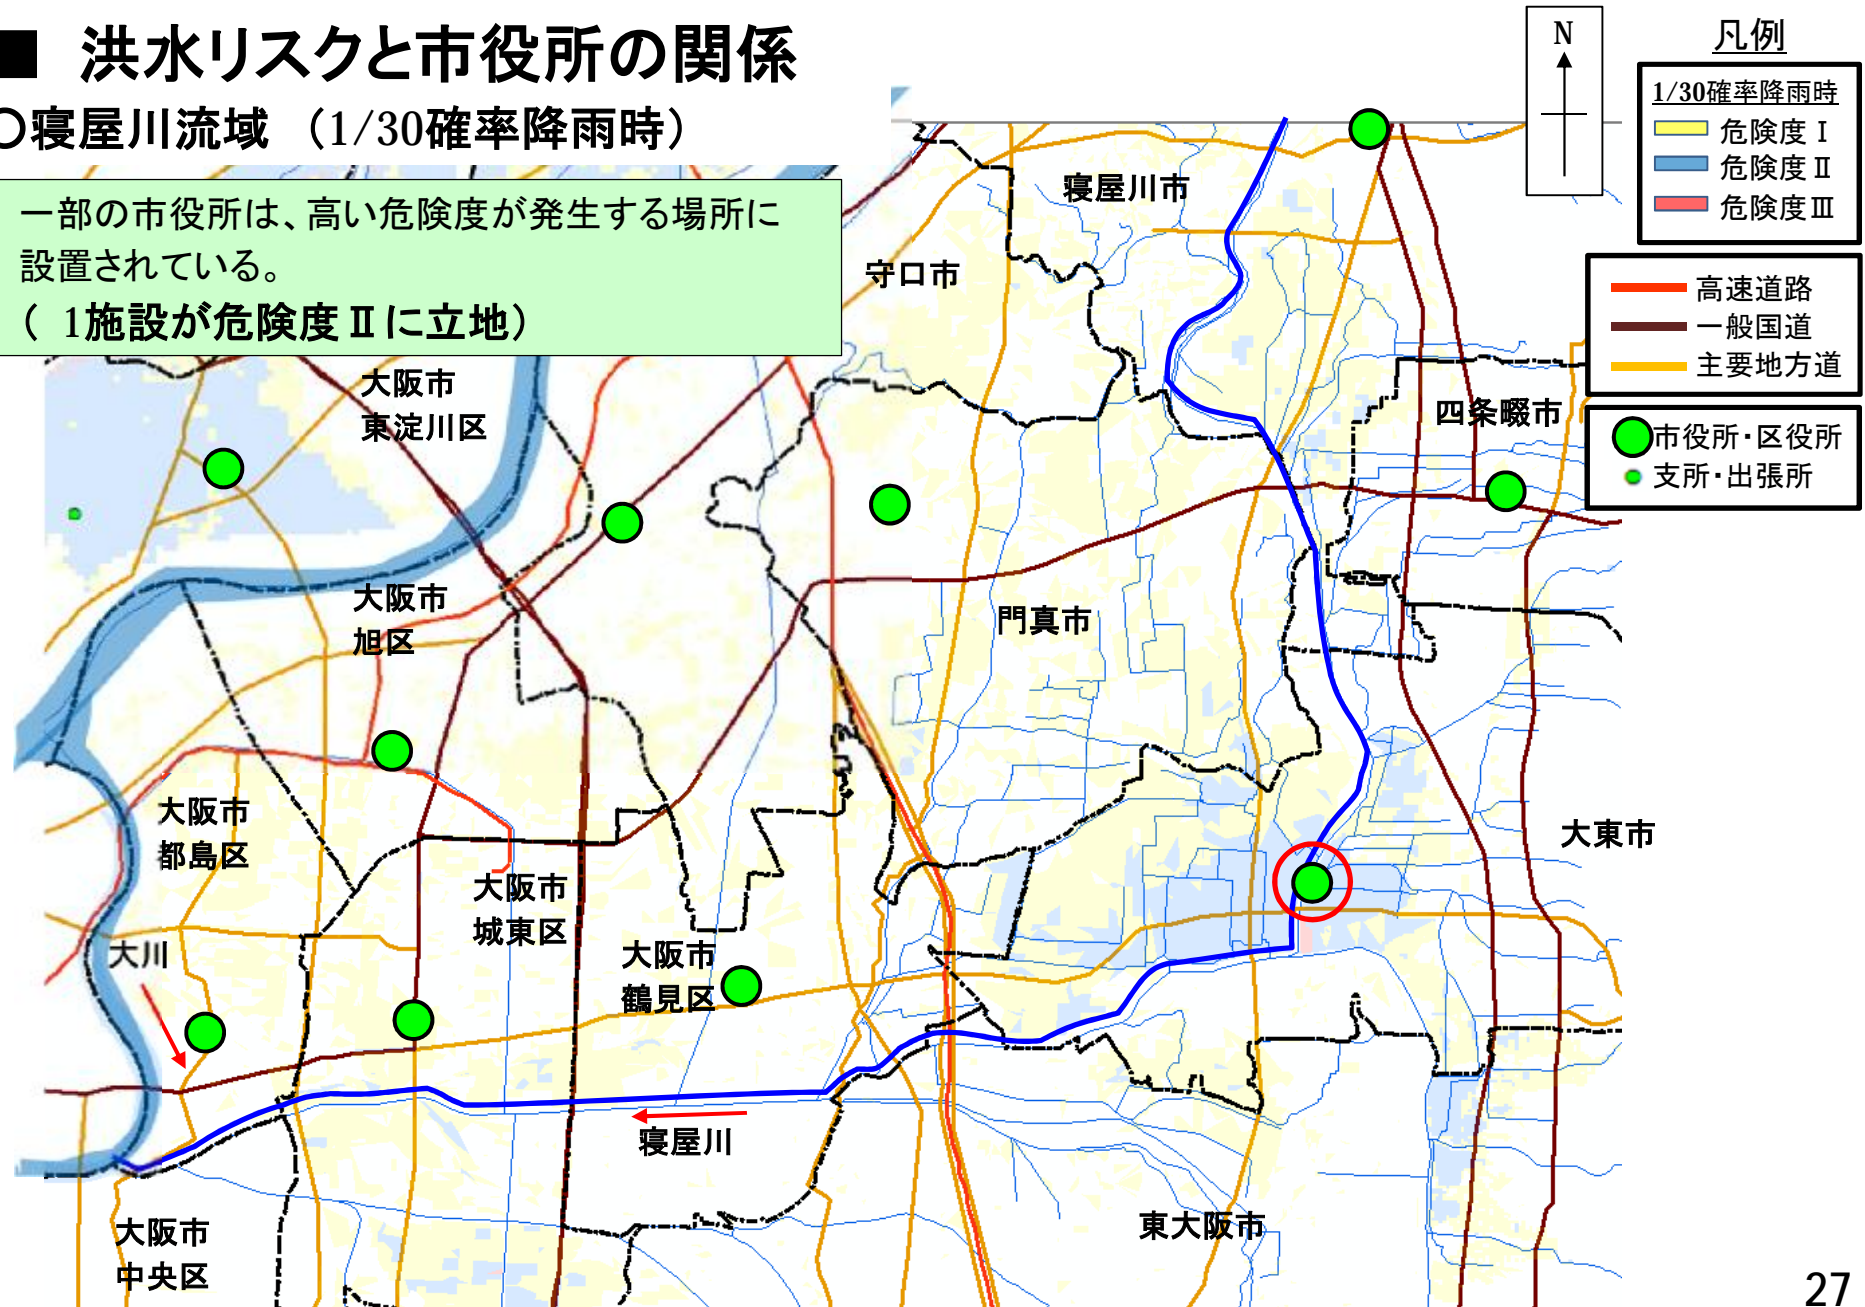 ■ 洪水リスクと市役所の関係
○寝屋川流域 （1/30確率降雨時）
一部の市役所は、高い危険度が発生する場所に
設置されている。
（ 1施設が危険度Ⅱに立地）
N
凡例
1/30確率降雨時
危険度Ⅰ
危険度Ⅱ
危険度Ⅲ
高速道路
一般国道
主要地方道
市役所・区役所
支所・出張所
寝屋川市
守口市
大阪市
東淀川区
四条畷市
大阪市
旭区
門真市
大阪市
都島区
大東市
大阪市
城東区
大川
大阪市
鶴見区
寝屋川
大阪市
中央区
東大阪市
27